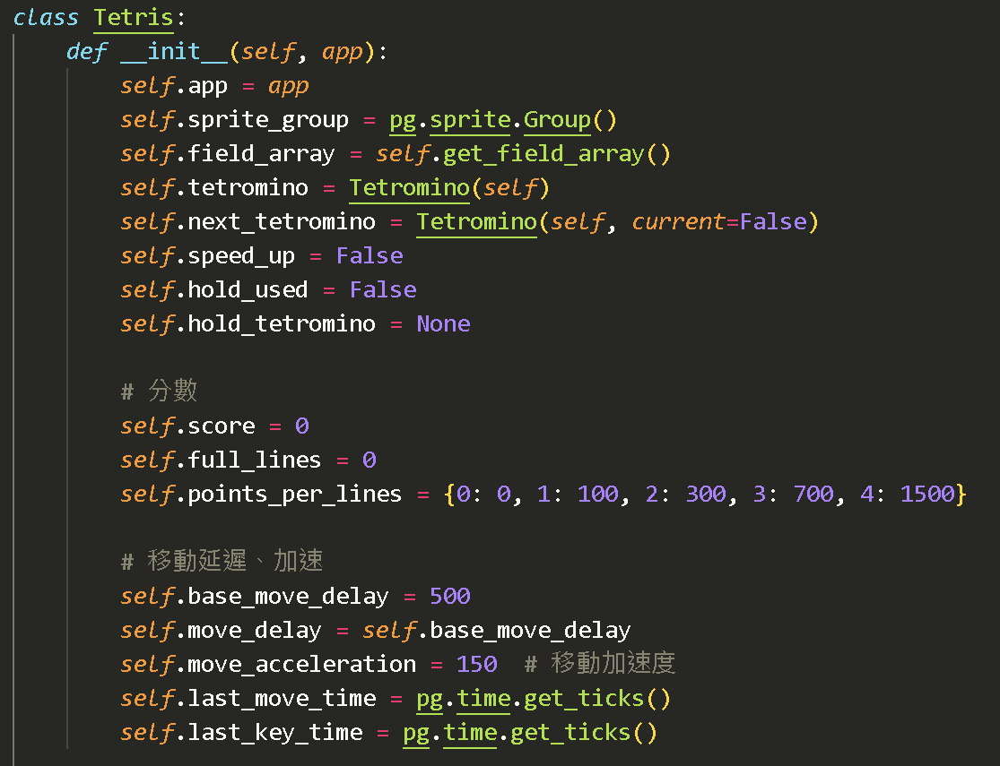 class Tetris:
    def __init__(self, app):
        self.app = app
        self.sprite_group = pg.sprite.Group()
        self.field_array = self.get_field_array()
        self.tetromino = Tetromino(self)
        self.next_tetromino = Tetromino(self, current=False)
        self.speed_up = False
        self.hold_used = False
        self.hold_tetromino = None

        # 分數
        self.score = 0
        self.full_lines = 0
        self.points_per_lines = {0: 0, 1: 100, 2: 300, 3: 700, 4: 1500}

        # 移動延遲、加速
        self.base_move_delay = 500
        self.move_delay = self.base_move_delay
        self.move_acceleration = 150  # 移動加速度
        self.last_move_time = pg.time.get_ticks()
        self.last_key_time = pg.time.get_ticks()